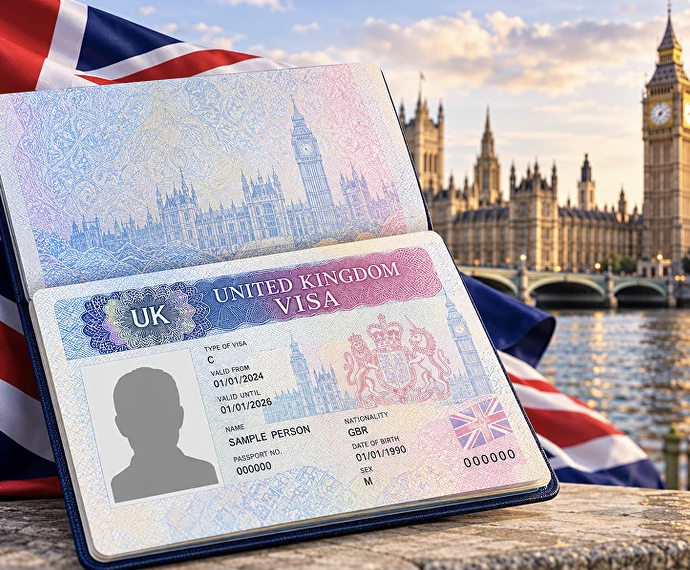 UK
UNITED KINGDOM
VISA
TYPE OF VISA
C
VALID FROM
01/01/2024
VALID UNTIL
01/01/2026
NAME
SAMPLE PERSON
PASSPORT NO.
000000
NATIONALITY
GBR
DATE OF BIRTH
01/01/1990
SEX
M
000000